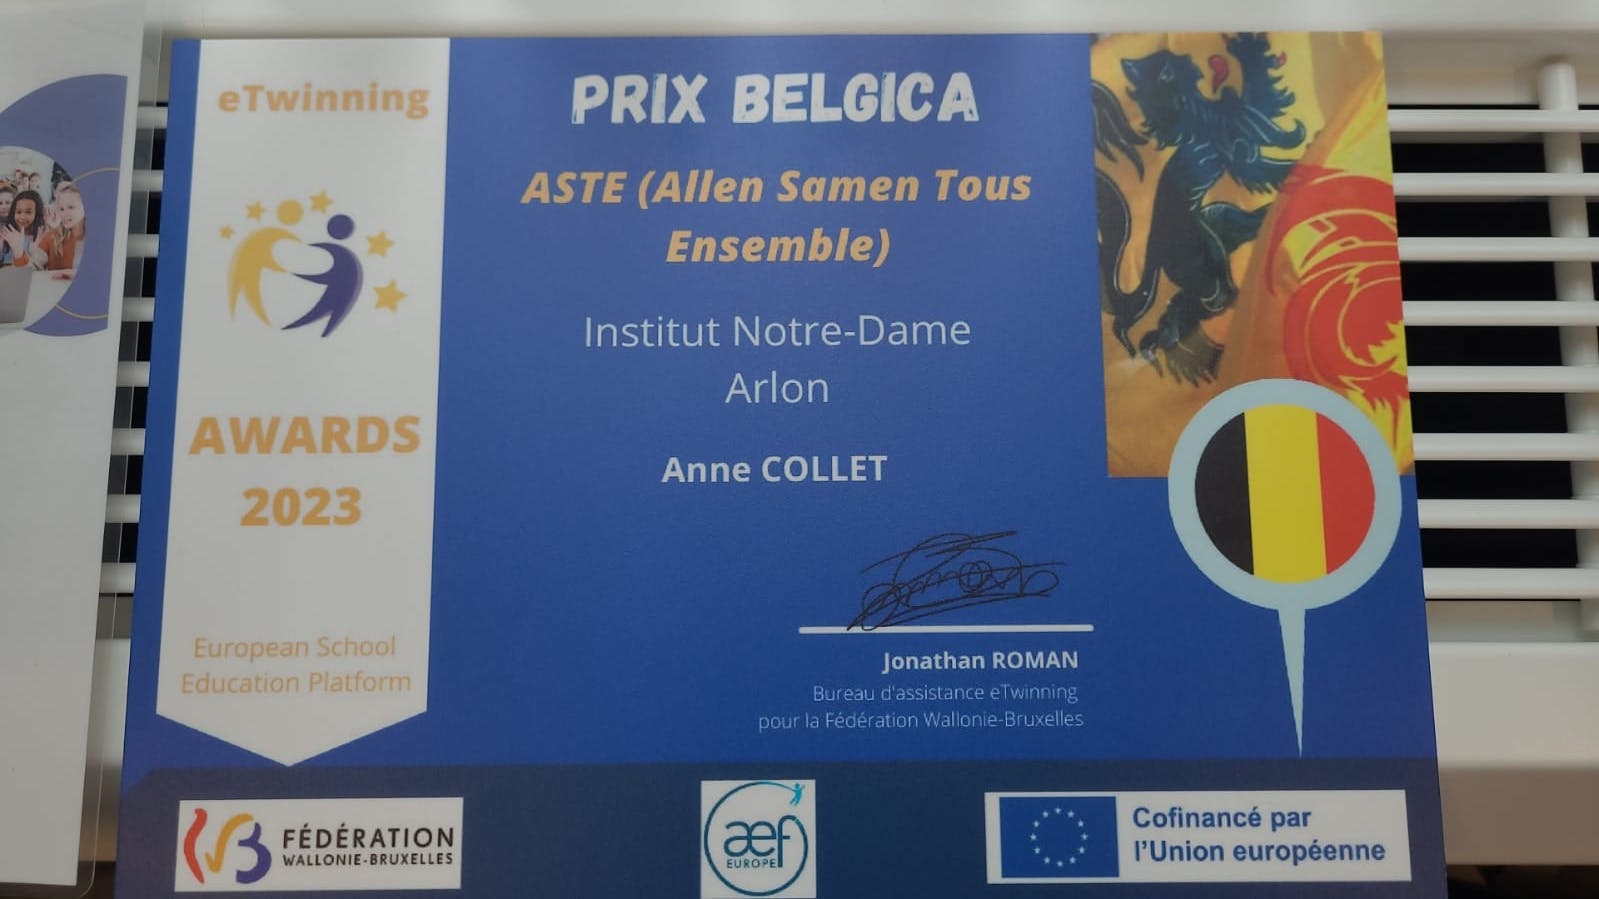 eTwinning
AWARDS
2023
European School
Education Platform
PRIX BELGICA
ASTE (Allen Samen Tous
Ensemble)
Institut Notre-Dame
Arlon
Anne COLLET
Jonathan ROMAN
Bureau d'assistance eTwinning
pour la Fédération Wallonie-Bruxelles
FÉDÉRATION
WALLONIE-BRUXELLES
aef
EUROPE
Cofinancé par
l'Union européenne